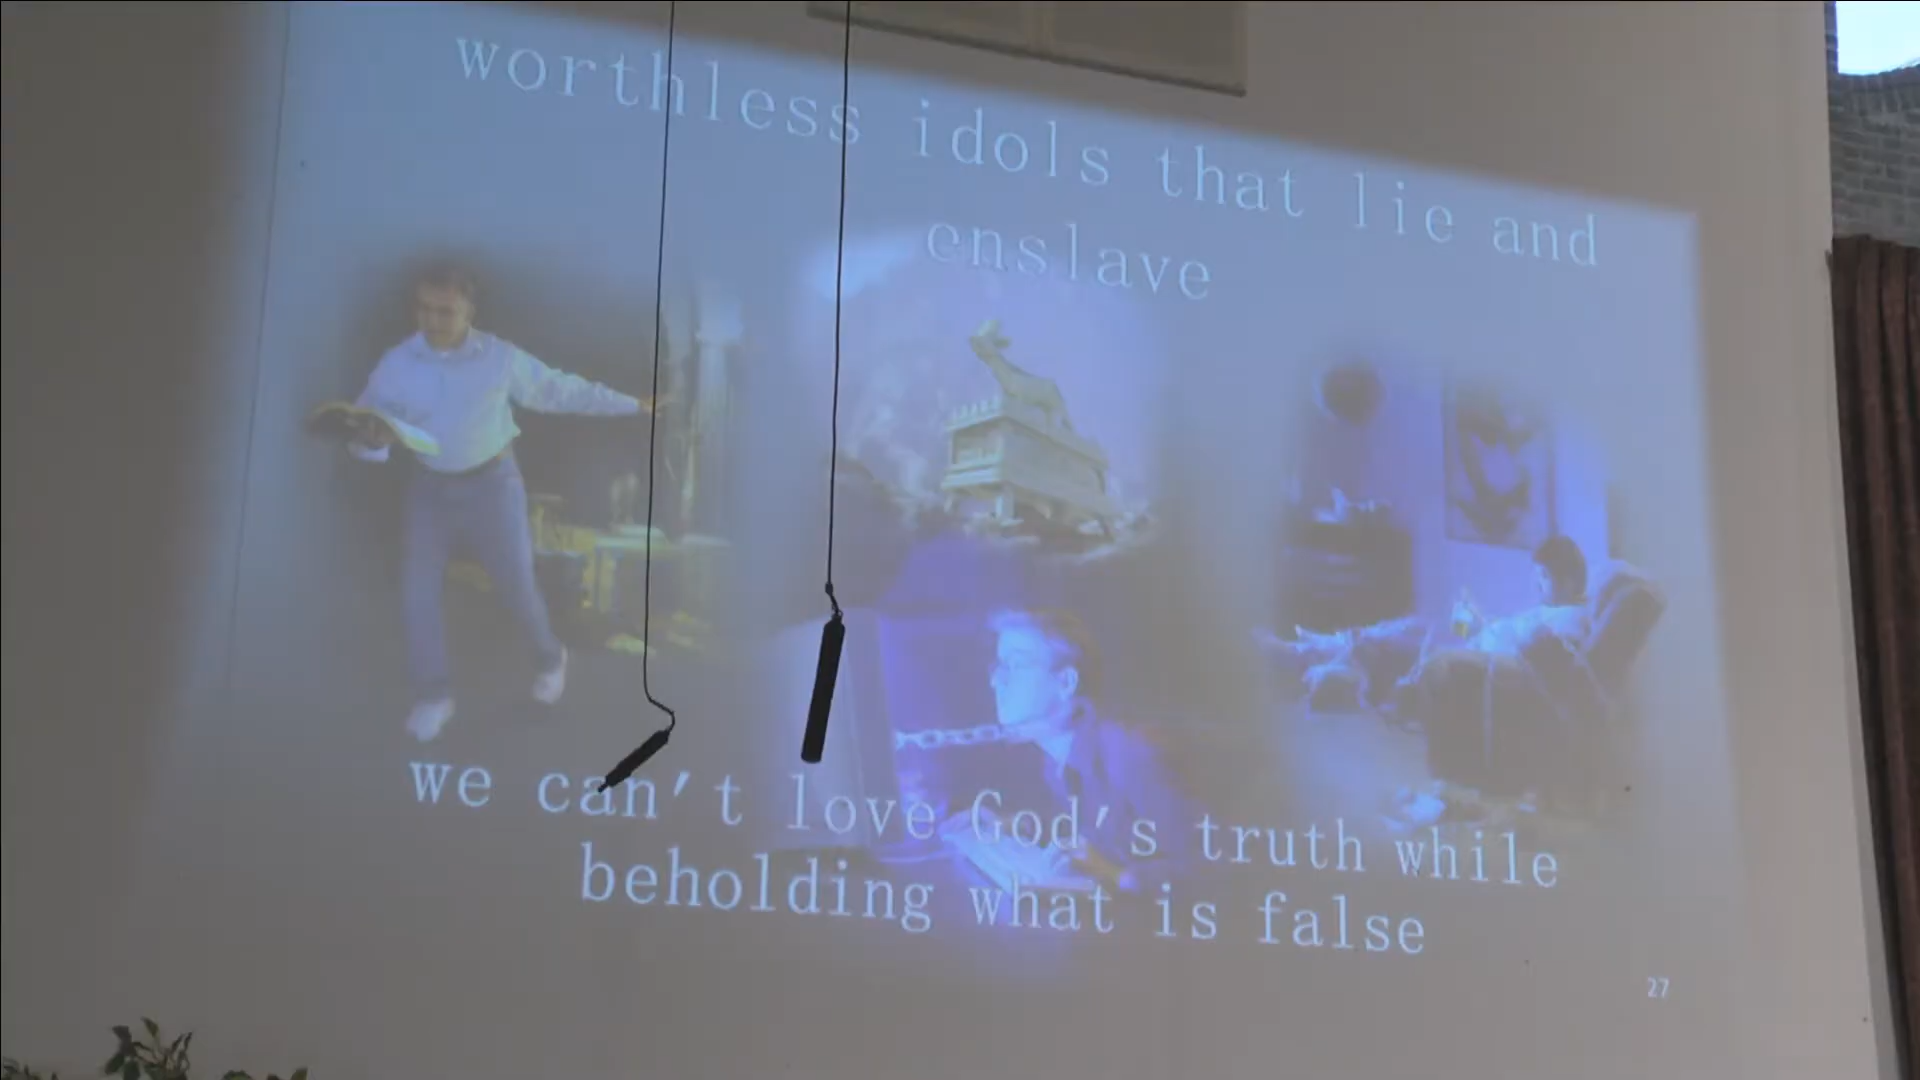 worthless idols that lie and
enslave
we can't love God's truth while
beholding what is false
27